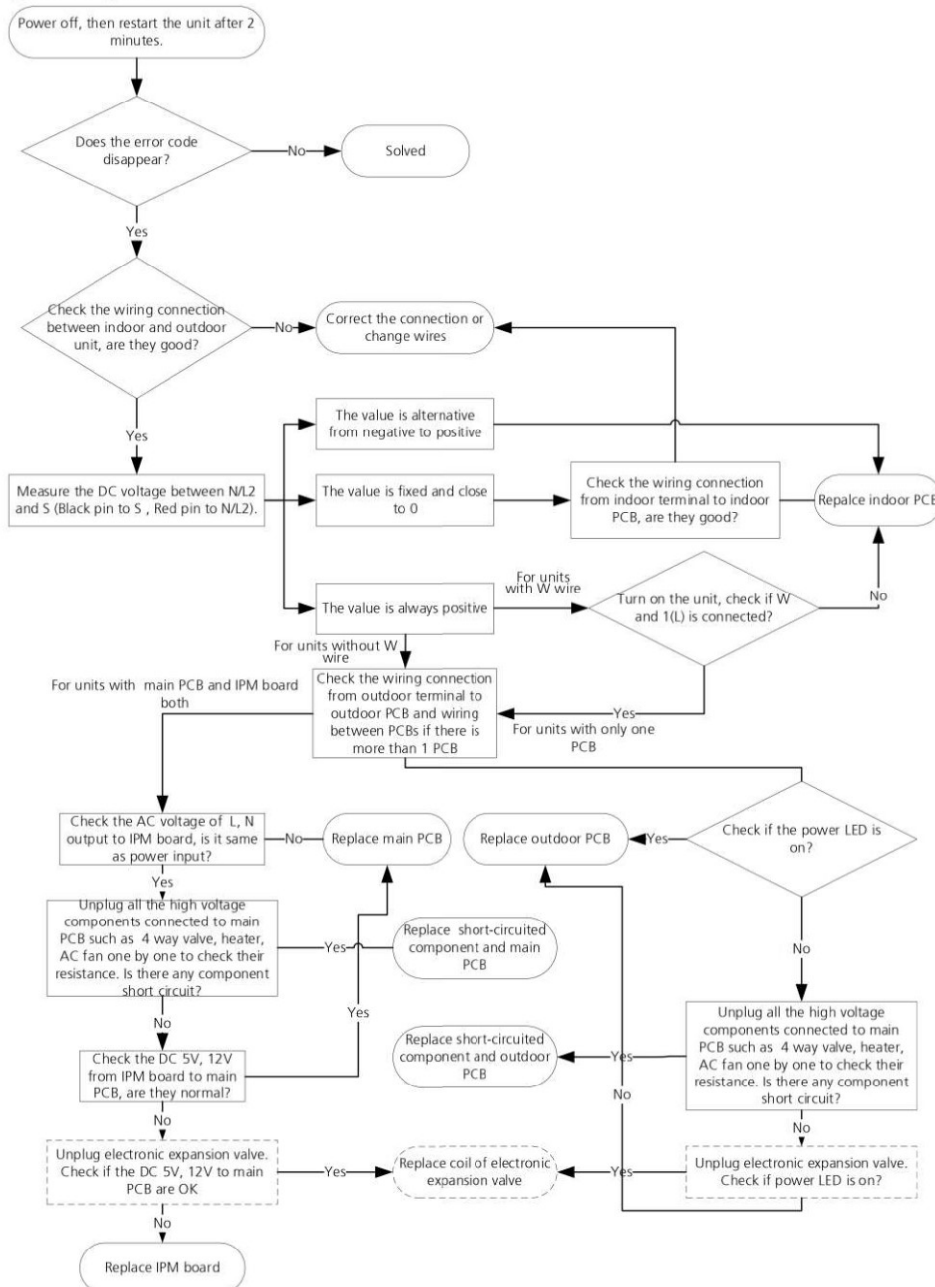 Power off, then restart the unit after 2
minutes.
Does the error code
disappear?
No
Solved
Yes
Check the wiring connection
between indoor and outdoor
unit, are they good?
No
Correct the connection or
change wires
Yes
The value is alternative
from negative to positive
Measure the DC voltage between N/L2
and S (Black pin to S , Red pin to N/L2).
The value is fixed and close
to 0
Check the wiring connection
from indoor terminal to indoor
PCB, are they good?
Repalce indoor PCB
The value is always positive
For units
with W wire
Turn on the unit, check if W
and 1(L) is connected?
No
For units without W
wire
For units with main PCB and IPM board
both
Check the wiring connection
from outdoor terminal to
outdoor PCB and wiring
between PCBs if there is
more than 1 PCB
Yes
For units with only one
PCB
Check the AC voltage of L, N
output to IPM board, is it same
as power input?
No
Replace main PCB
Replace outdoor PCB
Yes
Check if the power LED is
on?
Yes
Unplug all the high voltage
components connected to main
PCB such as 4 way valve, heater,
AC fan one by one to check their
resistance. Is there any component
short circuit?
Yes
Replace short-circuited
component and main
PCB
No
No
Yes
Check the DC 5V, 12V
from IPM board to main
PCB, are they normal?
Replace short-circuited
component and outdoor
PCB
Yes
Unplug all the high voltage
components connected to main
PCB such as 4 way valve, heater,
AC fan one by one to check their
resistance. Is there any component
short circuit?
No
No
No
Unplug electronic expansion valve.
Check if the DC 5V, 12V to main
PCB are OK
Yes
Replace coil of electronic
expansion valve
Yes
Unplug electronic expansion valve.
Check if power LED is on?
No
Replace IPM board